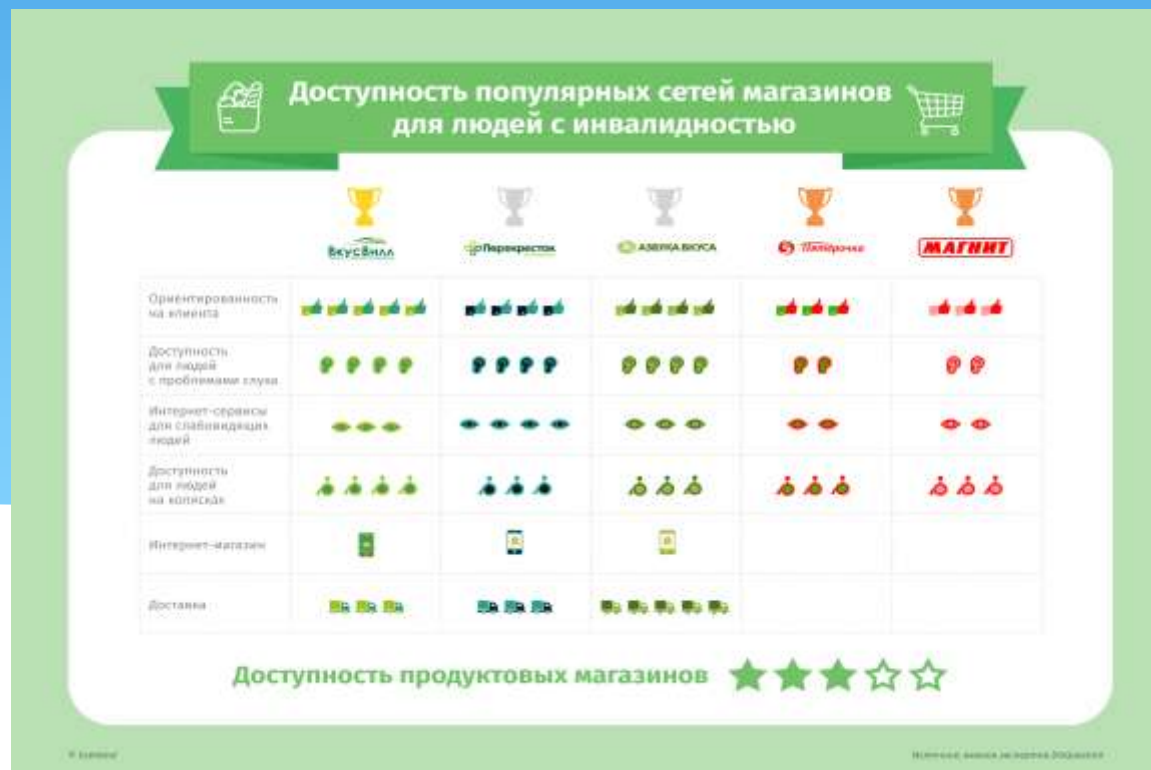 Доступность популярных сетей магазинов
для людей с инвалидностью
ВкусВилл
Перекресток
АЗБУКА ВКУСА
Пятёрочка
МАГНИТ
Ориентированность
на клиента
Доступность
для людей
с проблемами слуха
Интернет-сервисы
для слабовидящих
людей
Доступность
для людей
на колясках
Интернет-магазин
Доставка
Доступность продуктовых магазинов